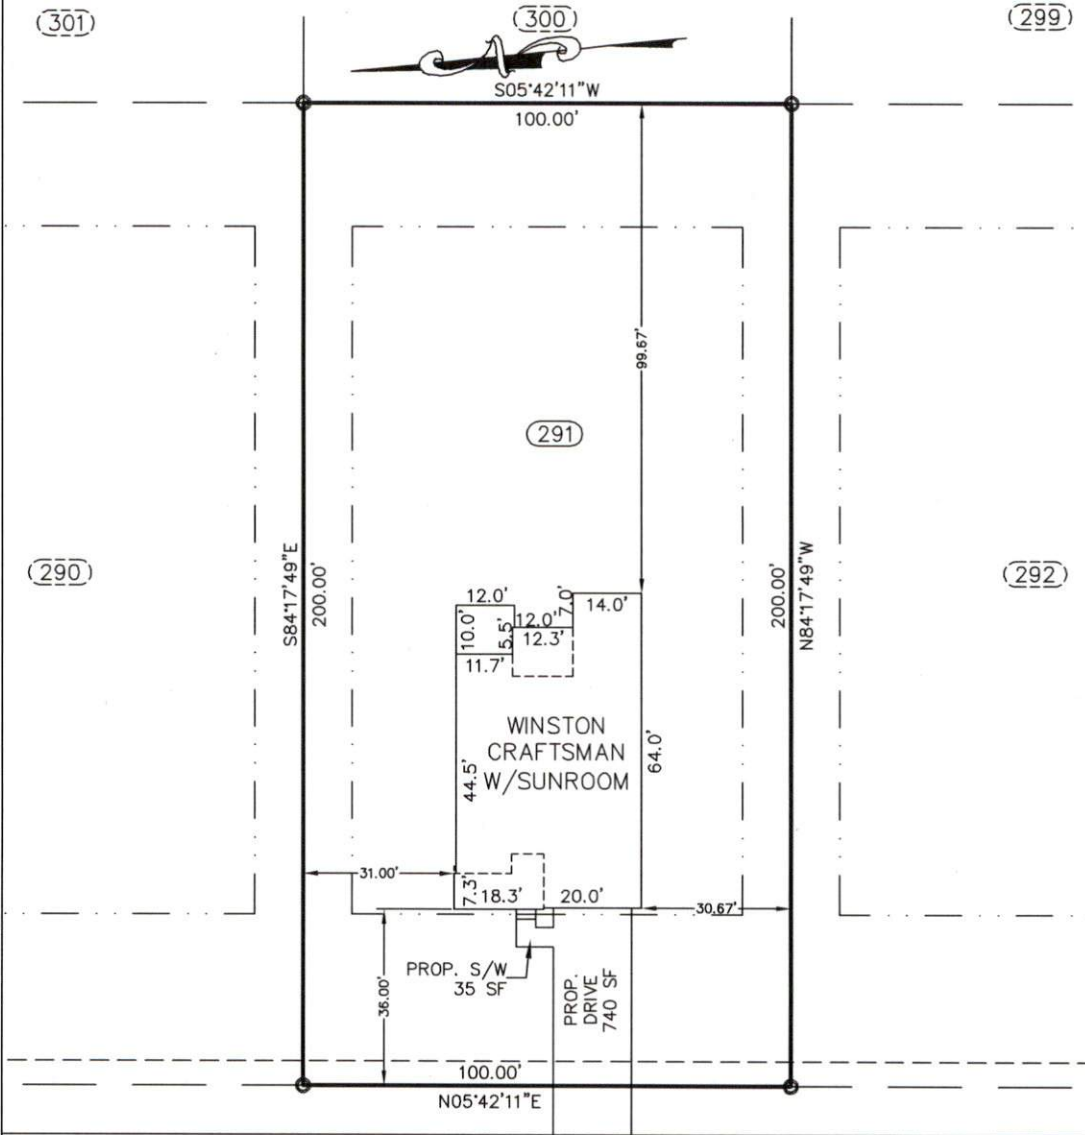 301
300
299
N
S05°42'11"W
100.00'
99.67'
291
290
292
S84°17'49"E
200.00'
200.00'
N84°17'49"W
12.0'
10.0'
5.5'
12.0'
7.0'
14.0'
12.3'
11.7'
WINSTON
CRAFTSMAN
W/SUNROOM
44.5'
64.0'
31.00'
7.3'
18.3'
20.0'
30.67'
PROP. S/W
35 SF
36.00'
PROP.
DRIVE
740 SF
100.00'
N05°42'11"E